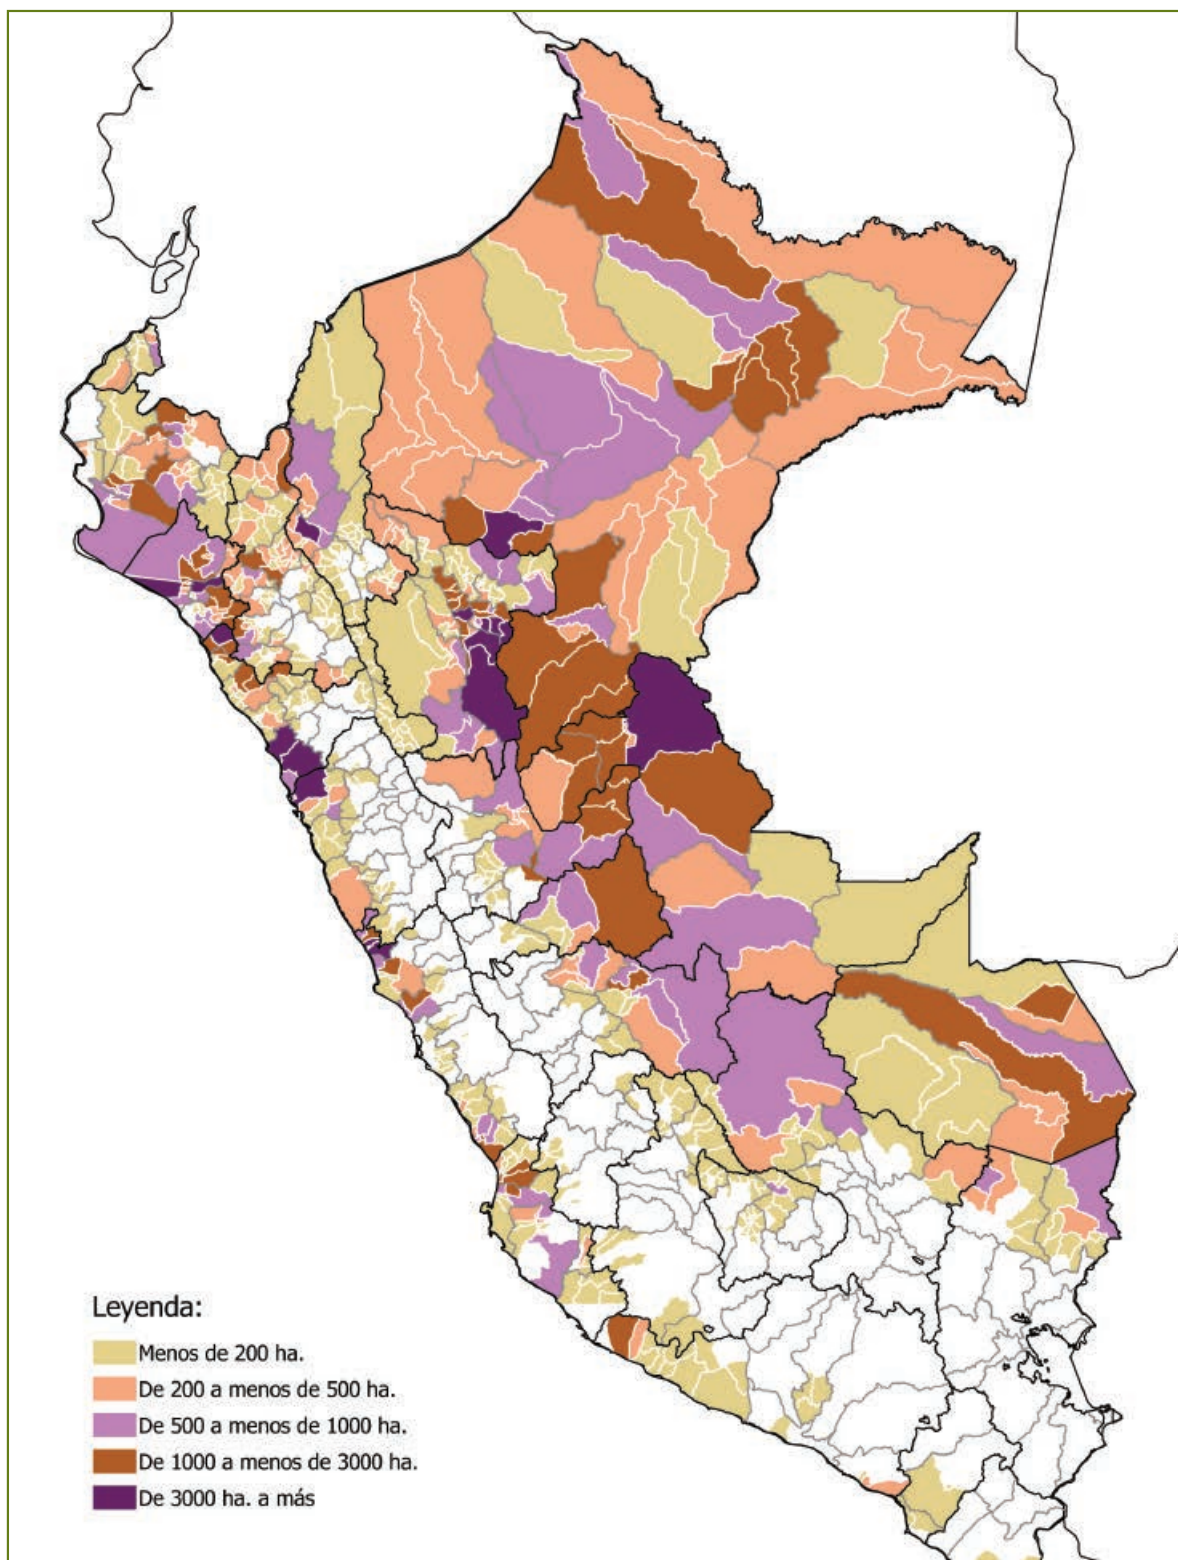 Leyenda:
Menos de 200 ha.
De 200 a menos de 500 ha.
De 500 a menos de 1000 ha.
De 1000 a menos de 3000 ha.
De 3000 ha. a más